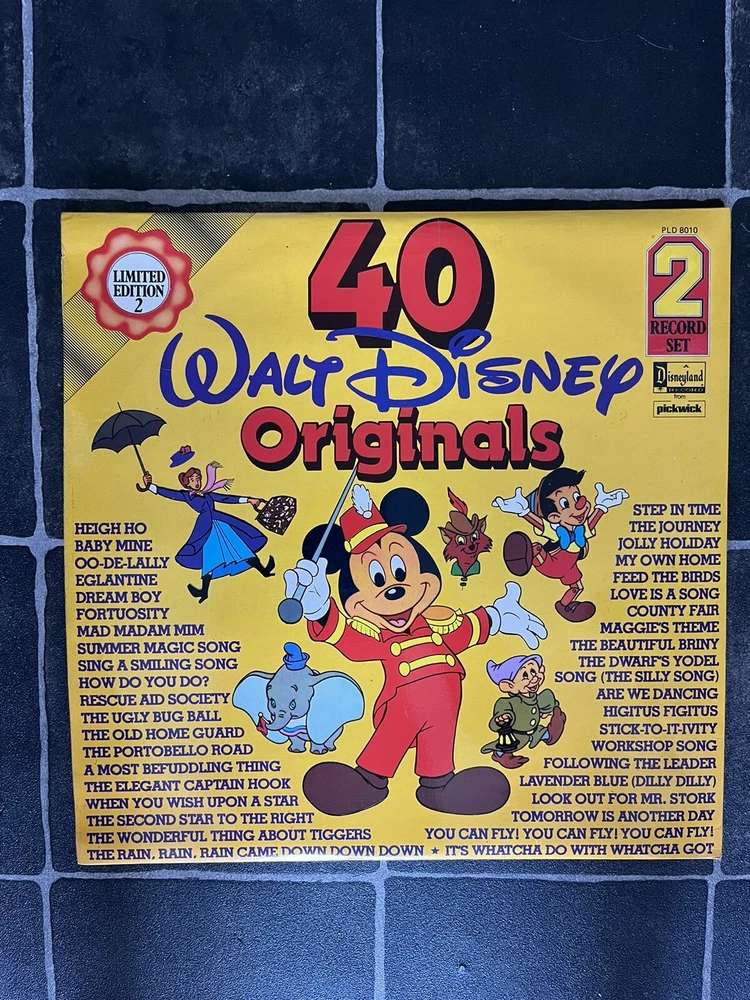 PLD 8010
LIMITED
EDITION
2
40
WALT DISNEY
Originals
2
RECORD
SET
Disneyland
RECORDS
from
pickwick
HEIGH HO
BABY MINE
OO-DE-LALLY
EGLANTINE
DREAM BOY
FORTUOSITY
MAD MADAM MIM
SUMMER MAGIC SONG
SING A SMILING SONG
HOW DO YOU DO?
RESCUE AID SOCIETY
THE UGLY BUG BALL
THE OLD HOME GUARD
THE PORTOBELLO ROAD
A MOST BEFUDDLING THING
THE ELEGANT CAPTAIN HOOK
WHEN YOU WISH UPON A STAR
THE SECOND STAR TO THE RIGHT
THE WONDERFUL THING ABOUT TIGGERS
THE RAIN, RAIN, RAIN CAME DOWN DOWN DOWN ★ IT'S WHATCHA DO WITH WHATCHA GOT
STEP IN TIME
THE JOURNEY
JOLLY HOLIDAY
MY OWN HOME
FEED THE BIRDS
LOVE IS A SONG
COUNTY FAIR
MAGGIE'S THEME
THE BEAUTIFUL BRINY
THE DWARF'S YODEL
SONG (THE SILLY SONG)
ARE WE DANCING
HIGITUS FIGITUS
STICK-TO-IT-IVITY
WORKSHOP SONG
FOLLOWING THE LEADER
LAVENDER BLUE (DILLY DILLY)
LOOK OUT FOR MR. STORK
TOMORROW IS ANOTHER DAY
YOU CAN FLY! YOU CAN FLY! YOU CAN FLY!